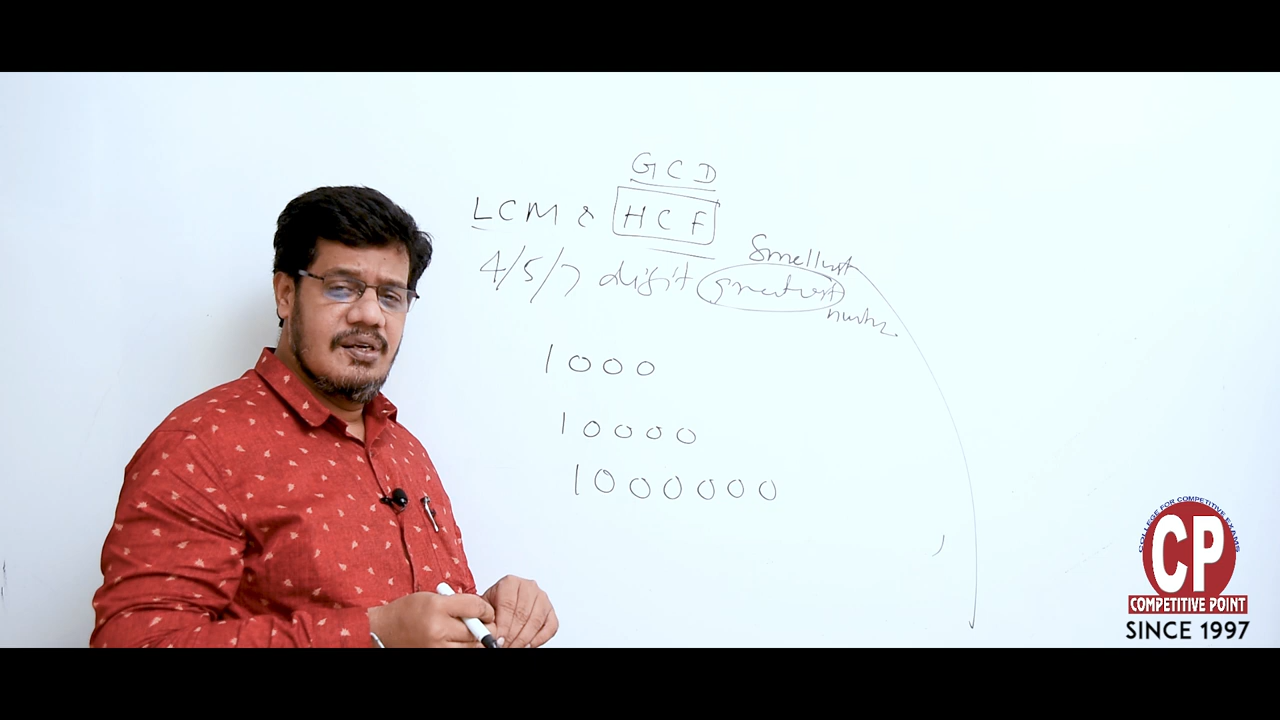 GCD
LCM & HCF
Smallest
4/5/7 digit greatest
number
1000
10000
1000000
COLLEGE FOR COMPETITIVE EXAMS
CP
COMPETITIVE POINT
SINCE 1997